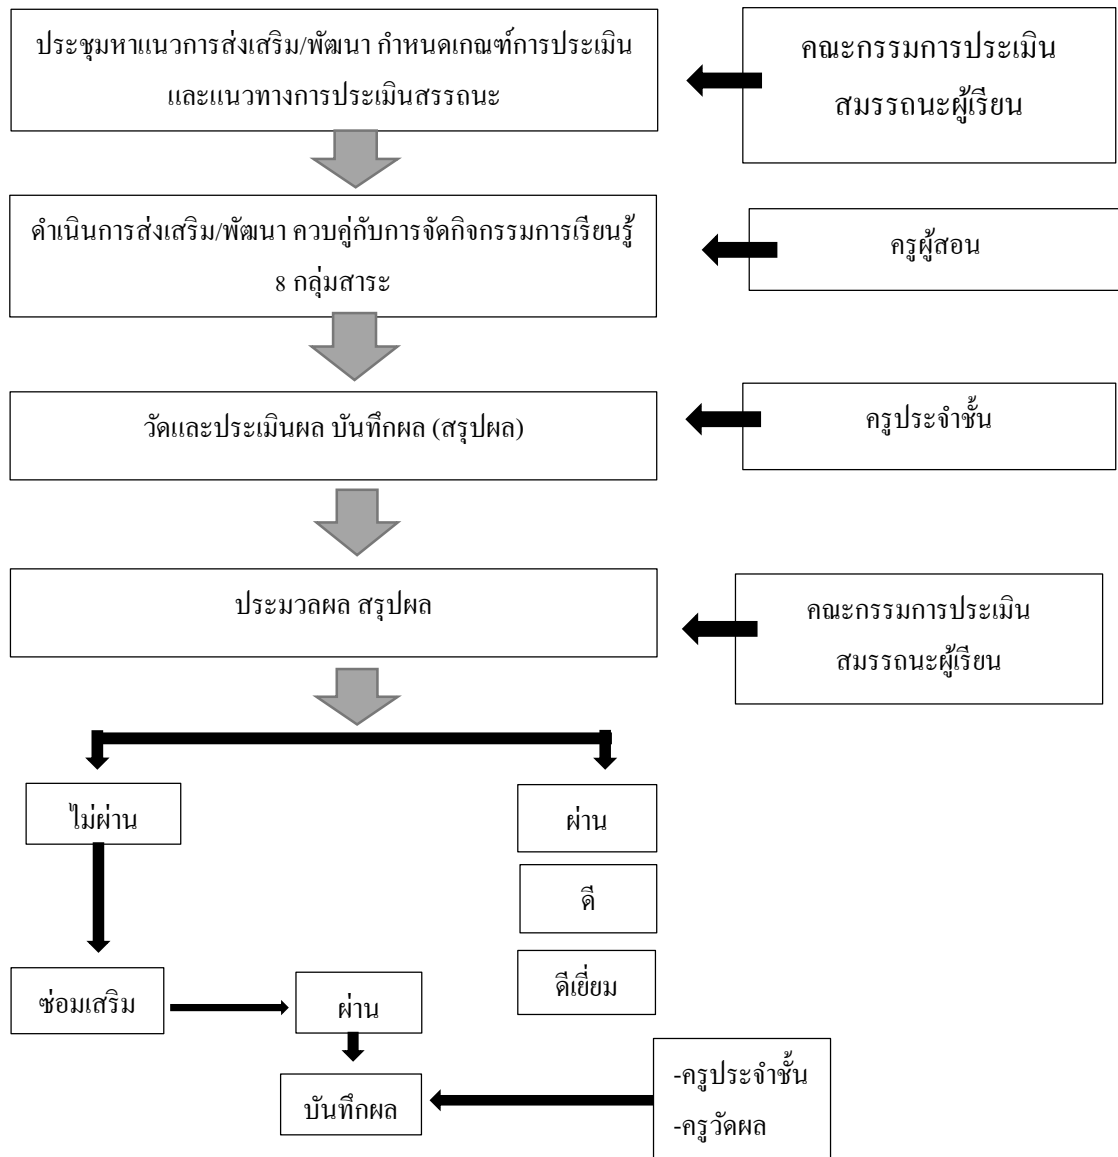 ประชุมหาแนวการส่งเสริม/พัฒนา กำหนดเกณฑ์การประเมิน
และแนวทางการประเมินสรรถนะ
คณะกรรมการประเมิน
สมรรถนะผู้เรียน
ดำเนินการส่งเสริม/พัฒนา ควบคู่กับการจัดกิจกรรมการเรียนรู้
8 กลุ่มสาระ
ครูผู้สอน
วัดและประเมินผล บันทึกผล (สรุปผล)
ครูประจำชั้น
ประมวลผล สรุปผล
คณะกรรมการประเมิน
สมรรถนะผู้เรียน
ไม่ผ่าน
ผ่าน
ดี
ดีเยี่ยม
ซ่อมเสริม
ผ่าน
บันทึกผล
-ครูประจำชั้น
-ครูวัดผล